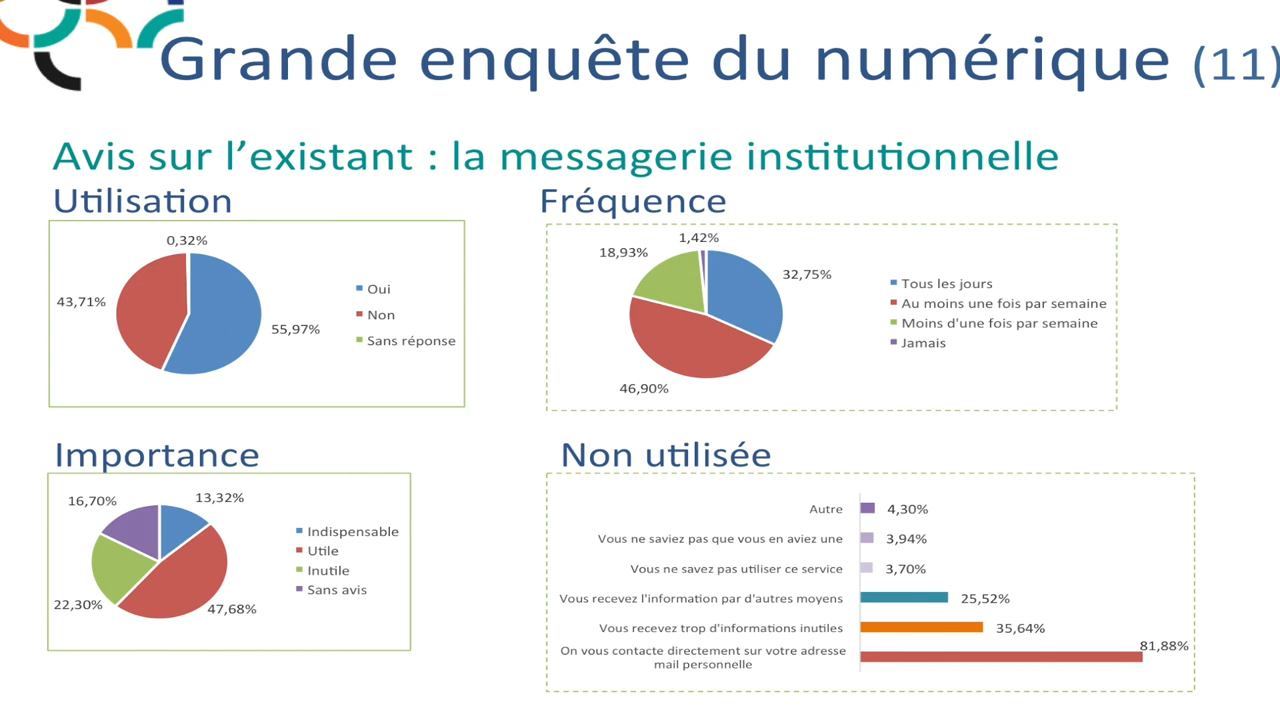 Grande enquête du numérique (11)
Avis sur l’existant : la messagerie institutionnelle
Utilisation
0,32%
43,71%
55,97%
Oui
Non
Sans réponse
Fréquence
1,42%
18,93%
32,75%
46,90%
Tous les jours
Au moins une fois par semaine
Moins d'une fois par semaine
Jamais
Importance
16,70%
13,32%
22,30%
47,68%
Indispensable
Utile
Inutile
Sans avis
Non utilisée
Autre 4,30%
Vous ne saviez pas que vous en aviez une 3,94%
Vous ne savez pas utiliser ce service 3,70%
Vous recevez l'information par d'autres moyens 25,52%
Vous recevez trop d'informations inutiles 35,64%
On vous contacte directement sur votre adresse
mail personnelle
81,88%